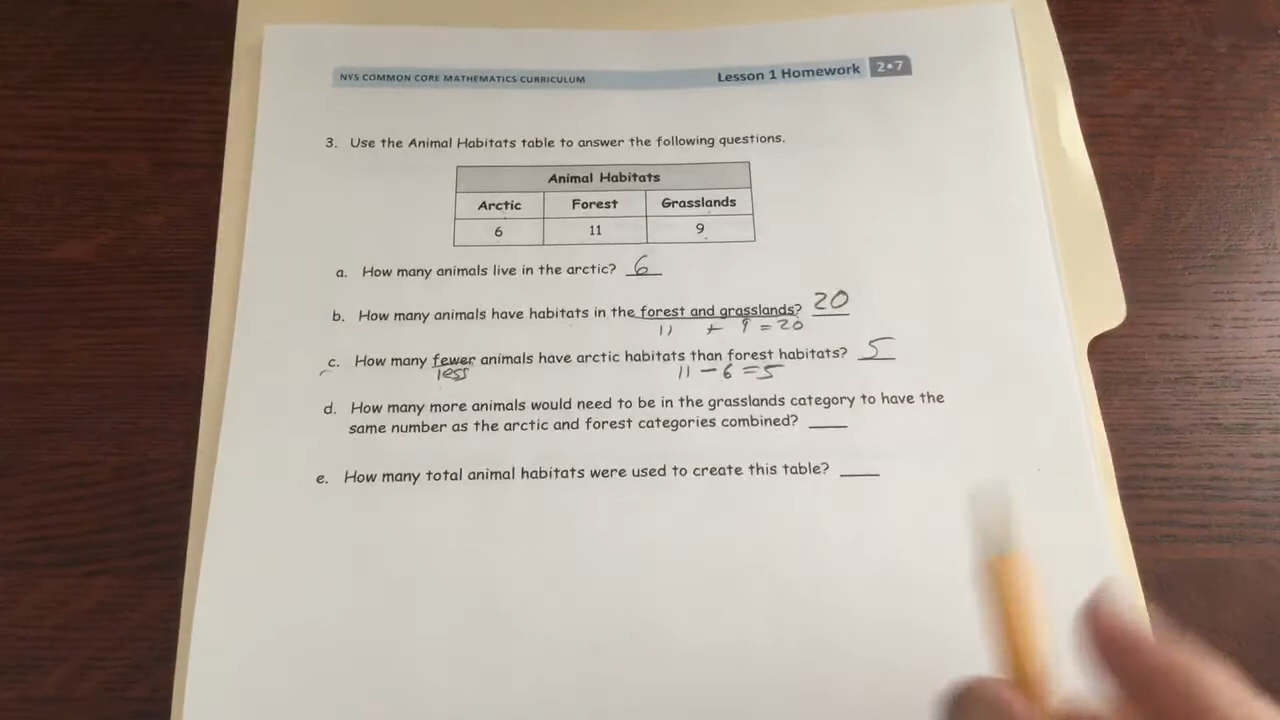 NYS COMMON CORE MATHEMATICS CURRICULUM Lesson 1 Homework 2•7
3. Use the Animal Habitats table to answer the following questions.
Animal Habitats
Arctic Forest Grasslands
6 11 9
a. How many animals live in the arctic? 6
b. How many animals have habitats in the forest and grasslands? 20
11 + 9 = 20
c. How many fewer animals have arctic habitats than forest habitats? 5
less 11 - 6 = 5
d. How many more animals would need to be in the grasslands category to have the
same number as the arctic and forest categories combined? ____
e. How many total animal habitats were used to create this table? ____